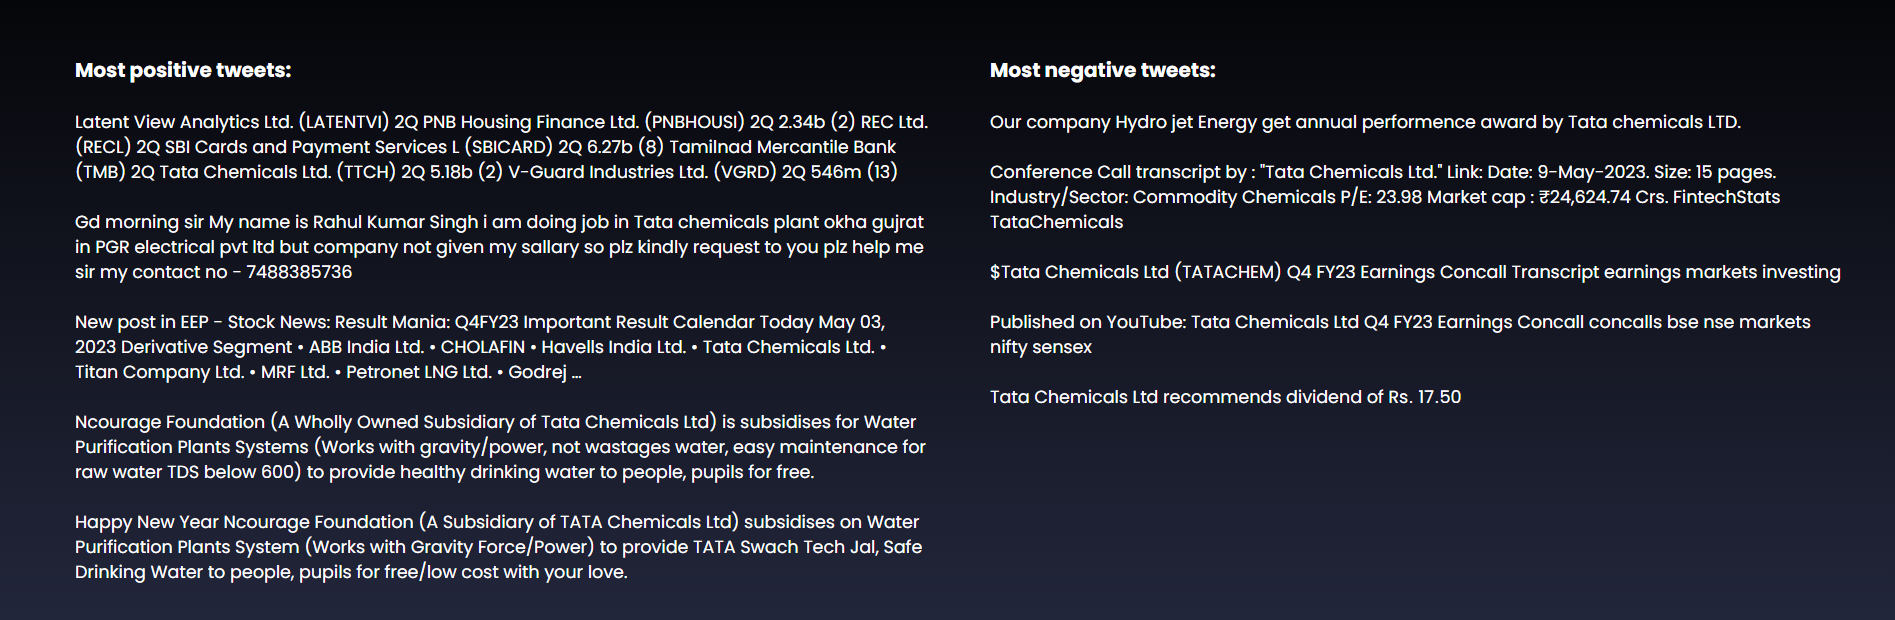 Most positive tweets:
Latent View Analytics Ltd. (LATENTVI) 2Q PNB Housing Finance Ltd. (PNBHOUSI) 2Q 2.34b (2) REC Ltd.
(RECL) 2Q SBI Cards and Payment Services L (SBICARD) 2Q 6.27b (8) Tamilnad Mercantile Bank
(TMB) 2Q Tata Chemicals Ltd. (TTCH) 2Q 5.18b (2) V-Guard Industries Ltd. (VGRD) 2Q 546m (13)
Gd morning sir My name is Rahul Kumar Singh i am doing job in Tata chemicals plant okha gujrat
in PGR electrical pvt ltd but company not given my sallary so plz kindly request to you plz help me
sir my contact no - 7488385736
New post in EEP - Stock News: Result Mania: Q4FY23 Important Result Calendar Today May 03,
2023 Derivative Segment • ABB India Ltd. • CHOLAFIN • Havells India Ltd. • Tata Chemicals Ltd. •
Titan Company Ltd. • MRF Ltd. • Petronet LNG Ltd. • Godrej ...
Ncourage Foundation (A Wholly Owned Subsidiary of Tata Chemicals Ltd) is subsidises for Water
Purification Plants Systems (Works with gravity/power, not wastages water, easy maintenance for
raw water TDS below 600) to provide healthy drinking water to people, pupils for free.
Happy New Year Ncourage Foundation (A Subsidiary of TATA Chemicals Ltd) subsidises on Water
Purification Plants System (Works with Gravity Force/Power) to provide TATA Swach Tech Jal, Safe
Drinking Water to people, pupils for free/low cost with your love.
Most negative tweets:
Our company Hydro jet Energy get annual performence award by Tata chemicals LTD.
Conference Call transcript by : "Tata Chemicals Ltd." Link: Date: 9-May-2023. Size: 15 pages.
Industry/Sector: Commodity Chemicals P/E: 23.98 Market cap : ₹24,624.74 Crs. FintechStats
TataChemicals
$Tata Chemicals Ltd (TATACHEM) Q4 FY23 Earnings Concall Transcript earnings markets investing
Published on YouTube: Tata Chemicals Ltd Q4 FY23 Earnings Concall concalls bse nse markets
nifty sensex
Tata Chemicals Ltd recommends dividend of Rs. 17.50